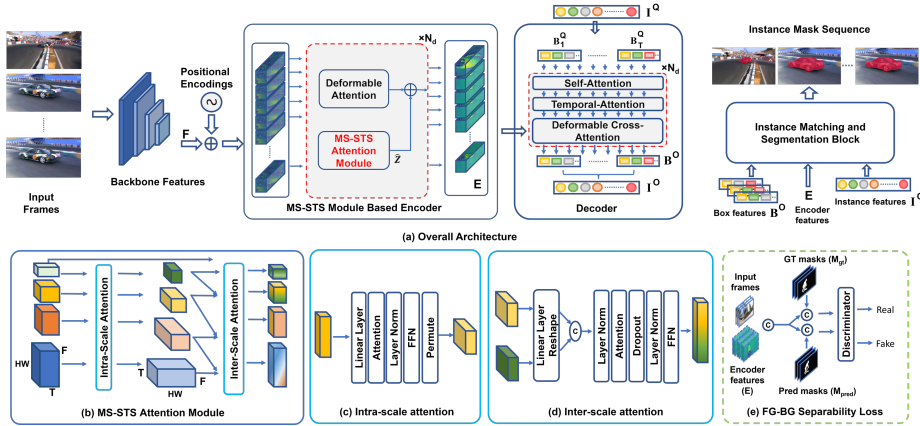 Input
Frames
Backbone Features
Positional
Encodings
F
×N_d
Deformable
Attention
MS-STS
Attention
Module
Z̃
E
MS-STS Module Based Encoder
I^Q
B_1^Q
B_T^Q
×N_d
Self-Attention
Temporal-Attention
Deformable Cross-
Attention
B^O
I^O
Decoder
Instance Mask Sequence
Instance Matching and
Segmentation Block
Box features B^O
E
Encoder
features
Instance features I^O
(a) Overall Architecture
HW
F
T
Intra-Scale Attention
T
HW
F
Inter-Scale Attention
(b) MS-STS Attention Module
Linear Layer
Attention
Layer Norm
FFN
Permute
(c) Intra-scale attention
Linear Layer
Reshape
C
Layer Norm
Attention
Dropout
Layer Norm
FFN
(d) Inter-scale attention
GT masks (M_gt)
Input
frames
C
C
C
Discriminator
Real
Fake
Encoder
features
(E)
Pred masks (M_pred)
(e) FG-BG Separability Loss